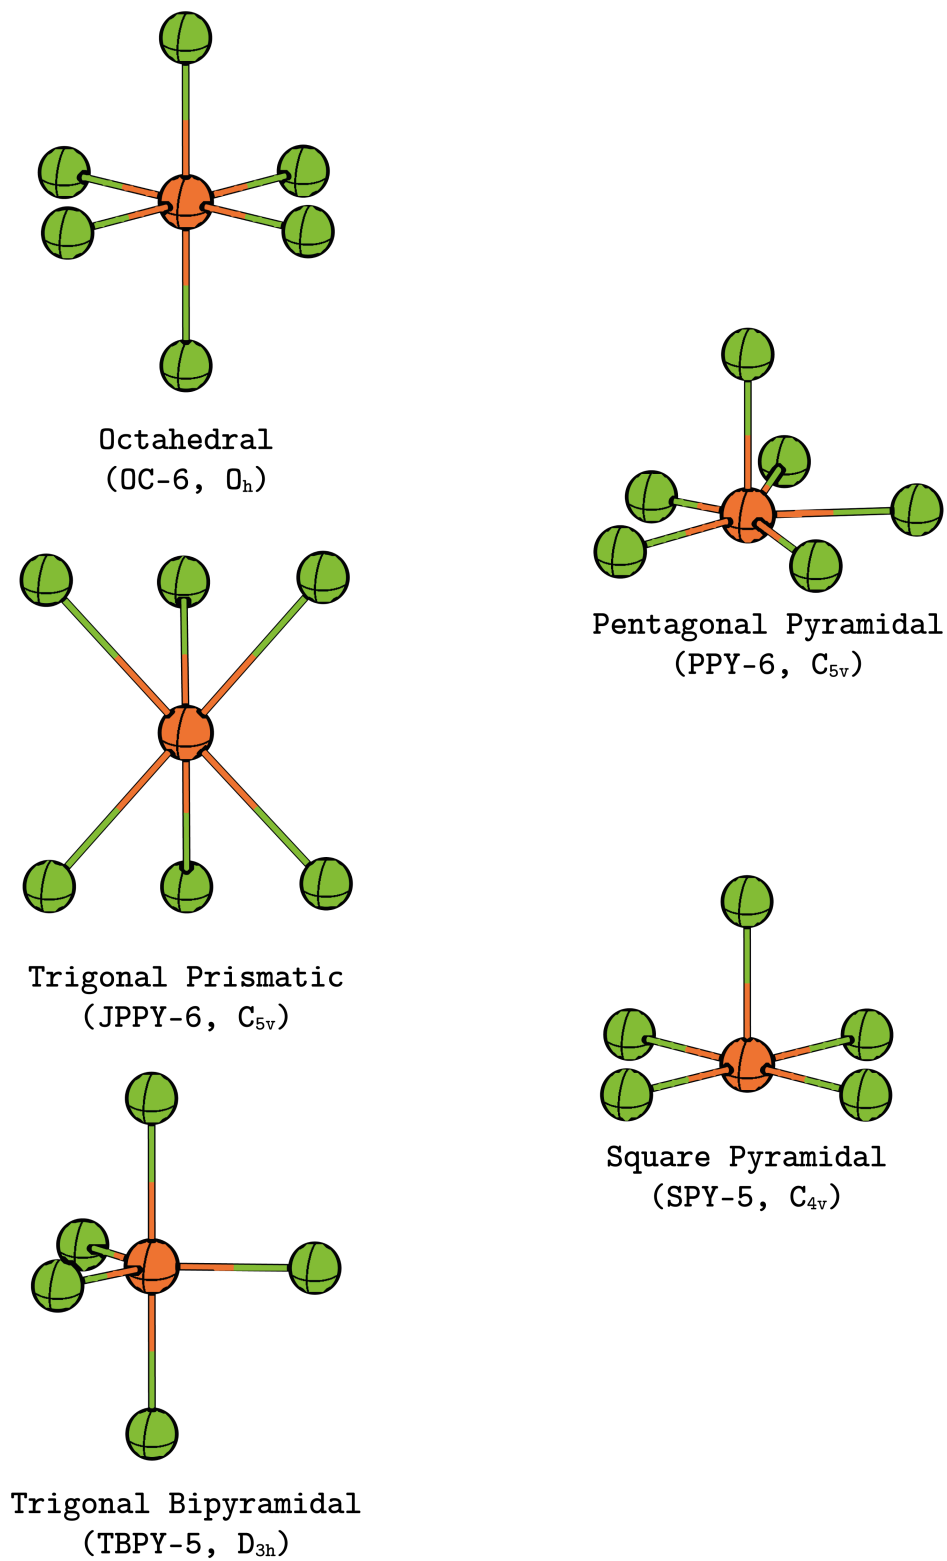 Octahedral
(OC-6, Oh)
Pentagonal Pyramidal
(PPY-6, C5v)
Trigonal Prismatic
(JPPY-6, C5v)
Square Pyramidal
(SPY-5, C4v)
Trigonal Bipyramidal
(TBPY-5, D3h)